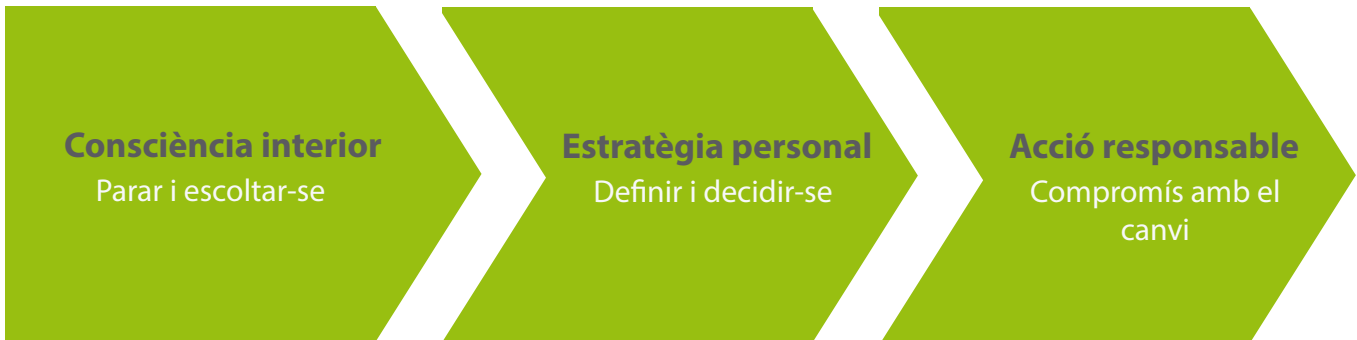 Consciència interior
Parar i escoltar-se
Estratègia personal
Definir i decidir-se
Acció responsable
Compromís amb el
canvi